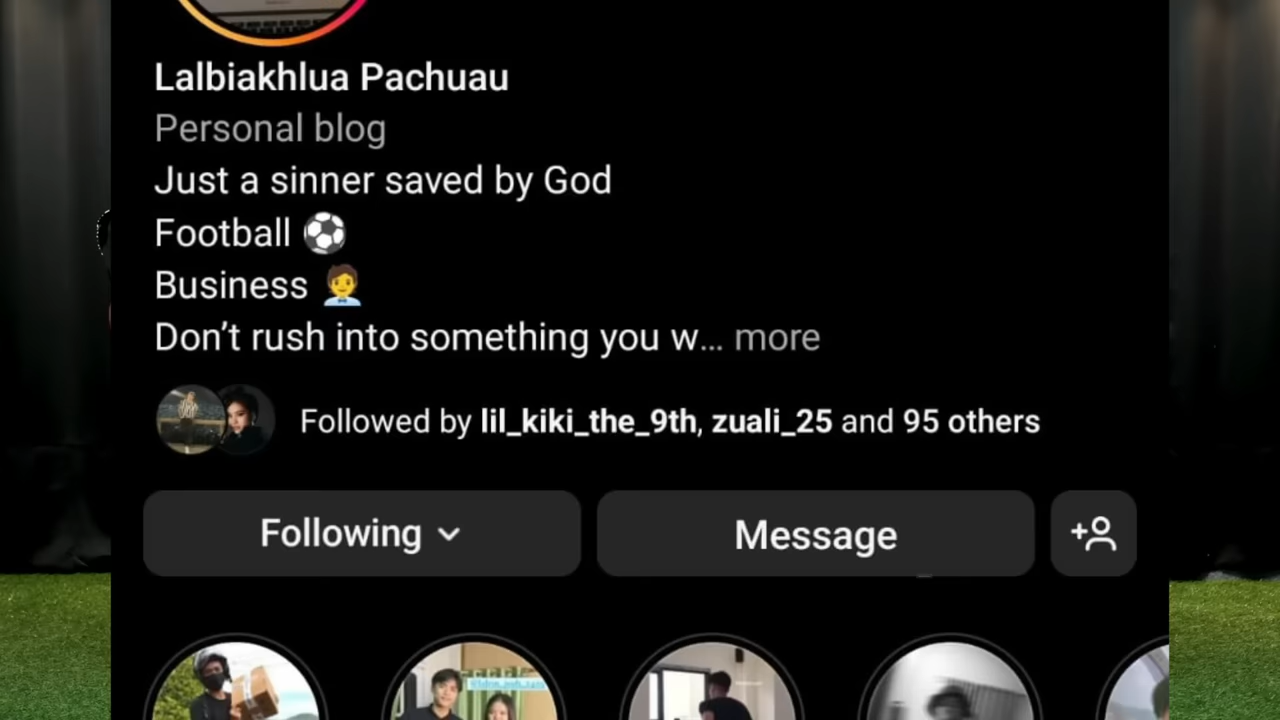 Lalbiakhlua Pachuau
Personal blog
Just a sinner saved by God
Football ⚽
Business 🧑‍💼
Don’t rush into something you w... more
Followed by lil_kiki_the_9th, zuali_25 and 95 others
Following
Message